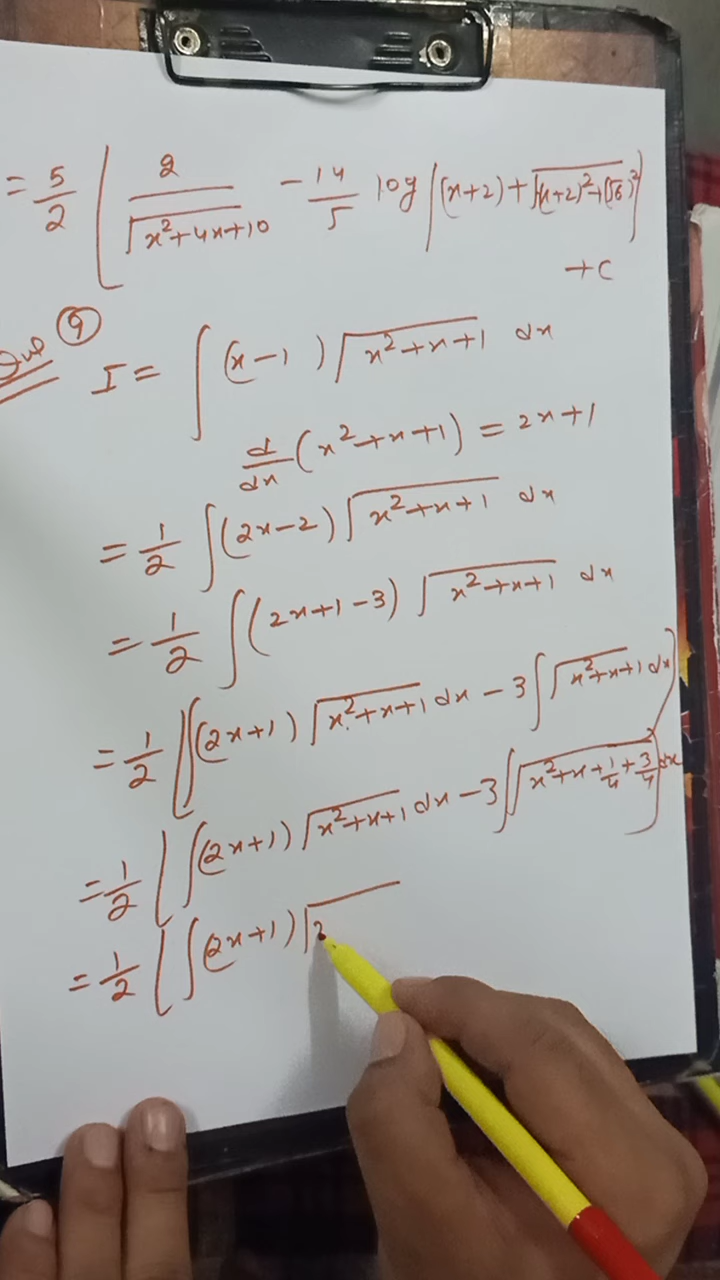 = 5/2 [ 2/√(x²+4x+10) - 14/5 log |(x+2) + √((x+2)²+(√6)²)| ]
+ C
Que ⑨ I = ∫ (x-1) √(x²+x+1) dx
d/dx (x²+x+1) = 2x+1
= 1/2 ∫ (2x-2) √(x²+x+1) dx
= 1/2 ∫ (2x+1-3) √(x²+x+1) dx
= 1/2 [ ∫ (2x+1) √(x²+x+1) dx - 3 ∫ √(x²+x+1) dx ]
= 1/2 [ ∫ (2x+1) √(x²+x+1) dx - 3 ∫ √(x²+x+1/4+3/4) dx ]
= 1/2 [ ∫ (2x+1) √